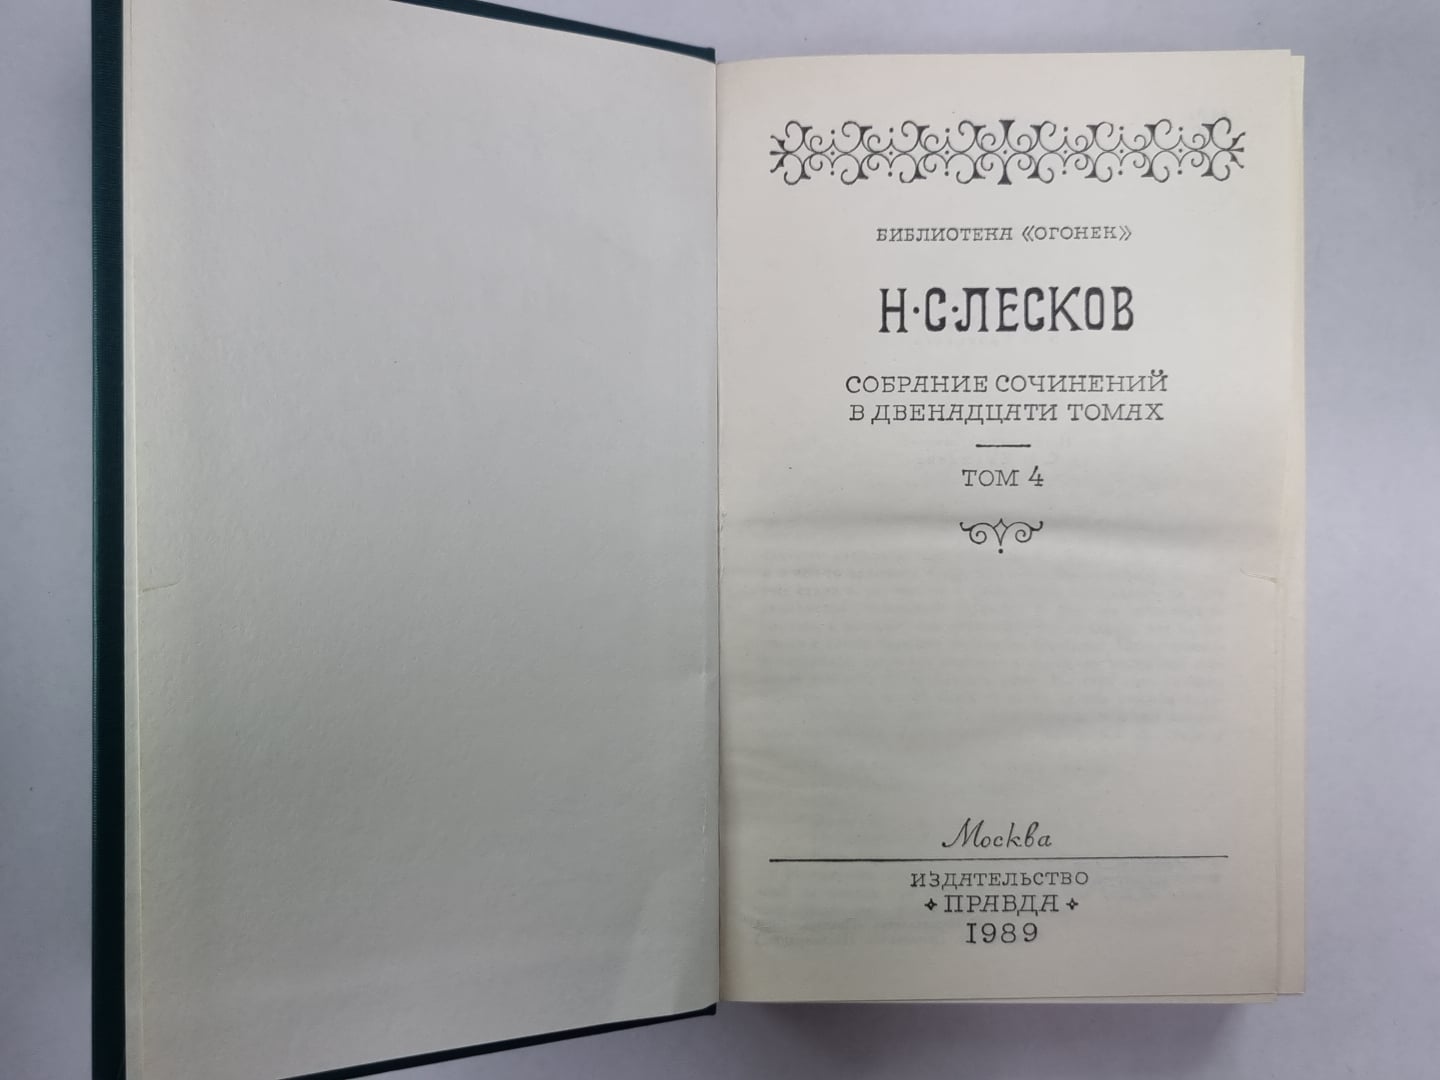 БИБЛИОТЕКА «ОГОНЕК»
Н·С·ЛЕСКОВ
СОБРАНИЕ СОЧИНЕНИЙ
В ДВЕНАДЦАТИ ТОМАХ
ТОМ 4
Москва
ИЗДАТЕЛЬСТВО
ПРАВДА
1989